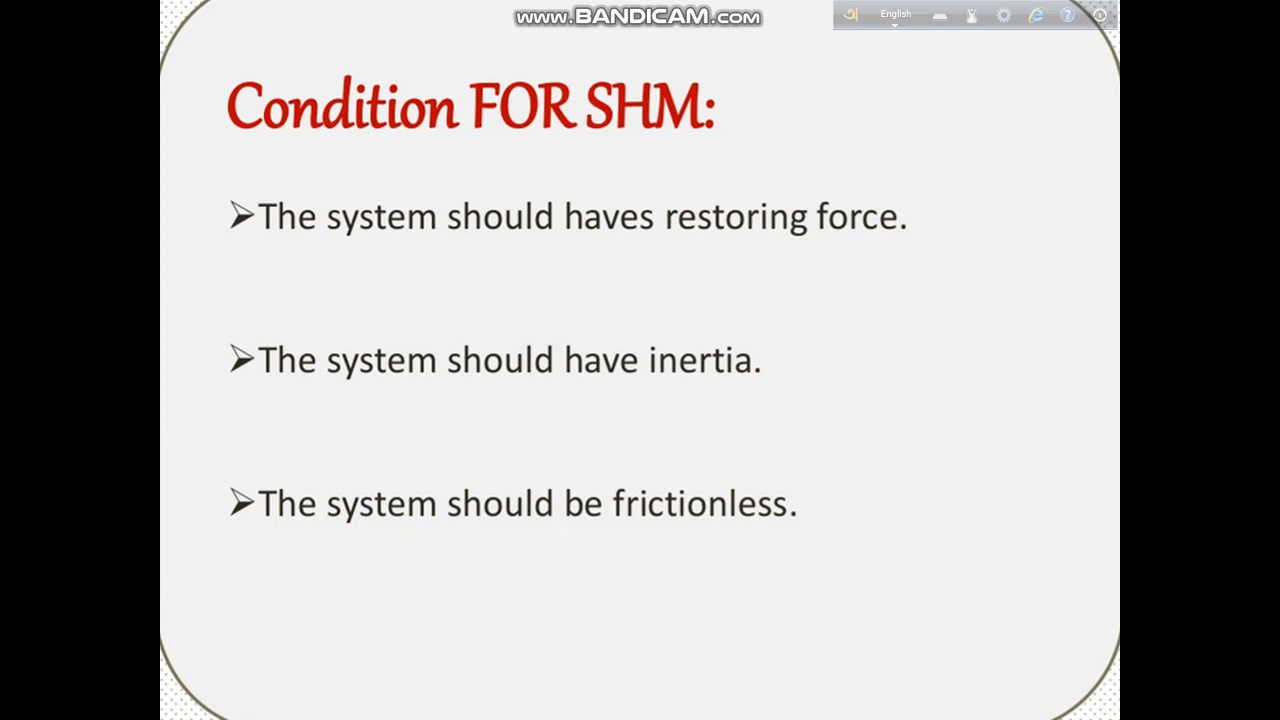 www.BANDICAM.com
English
Condition FOR SHM:
➢The system should haves restoring force.
➢The system should have inertia.
➢The system should be frictionless.